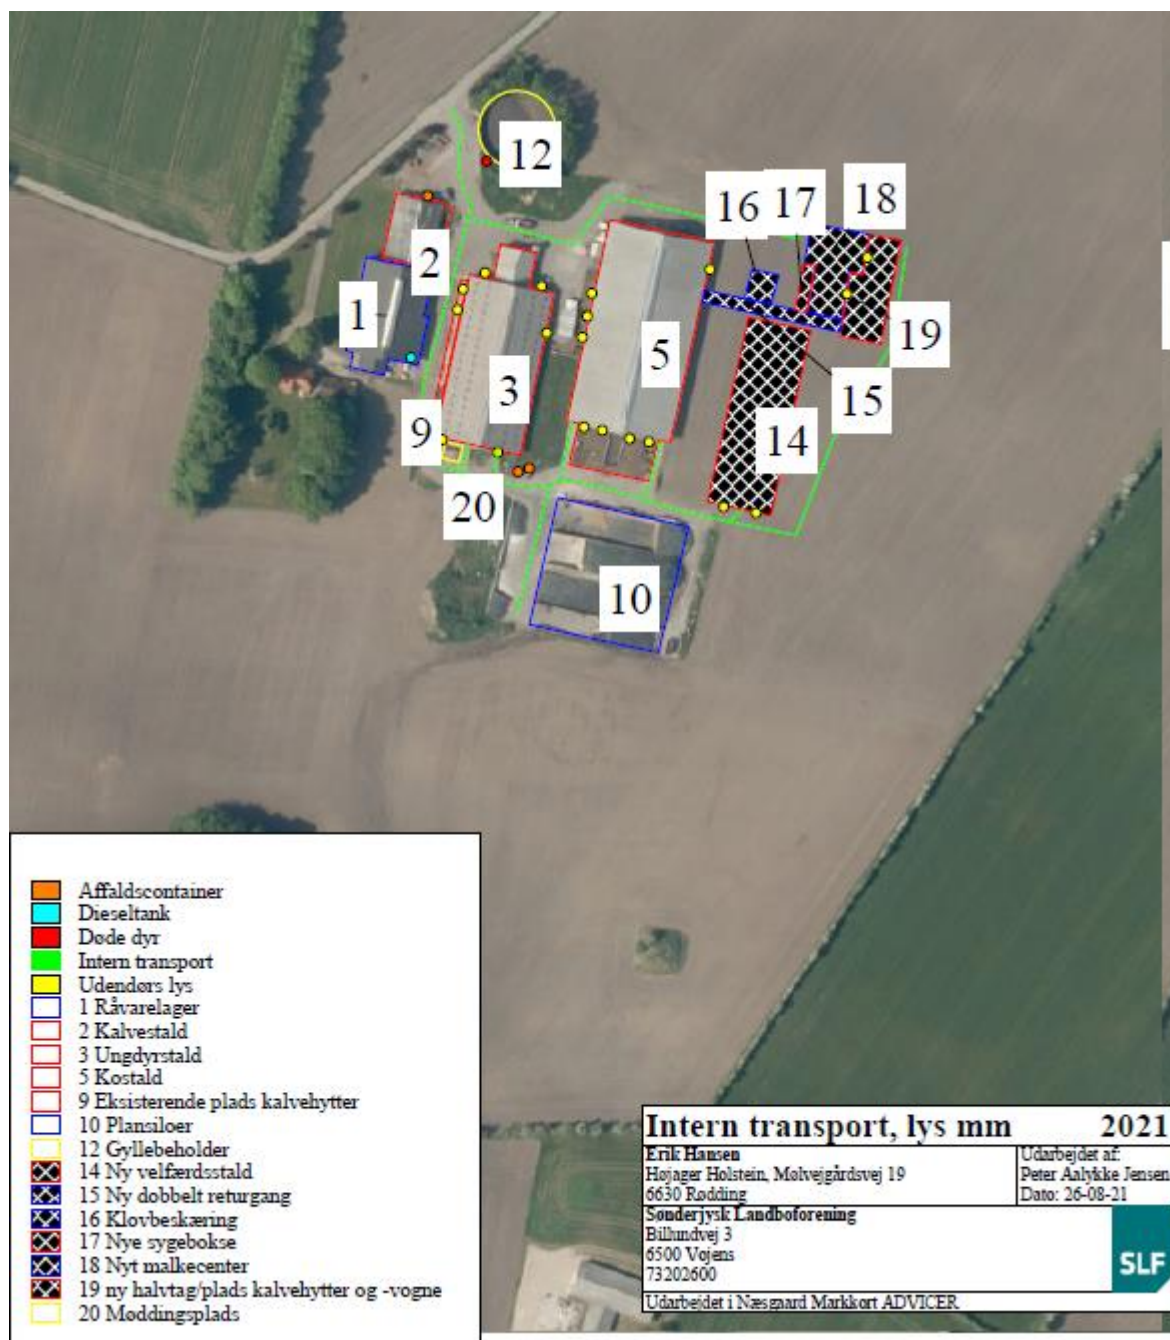 12
16
17
18
2
1
5
19
3
9
15
14
20
10
Affaldscontainer
Dieseltank
Døde dyr
Intern transport
Udendørs lys
1 Råvarelager
2 Kalvestald
3 Ungdyrstald
5 Kostald
9 Eksisterende plads kalvehytter
10 Plansiloer
12 Gyllebeholder
14 Ny velfærdsstald
15 Ny dobbelt returgang
16 Klovbeskæring
17 Nye sygebokse
18 Nyt malkecenter
19 ny halvtag/plads kalvehytter og -vogne
20 Møddingsplads
Intern transport, lys mm 2021
Erik Hansen
Højager Holstein, Mølvejgårdsvej 19
6630 Rødding
Udarbejdet af:
Peter Aalykke Jensen
Dato: 26-08-21
Sønderjysk Landboforening
Billundvej 3
6500 Vojens
73202600
SLF
Udarbejdet i Næsgaard Markkort ADVICER